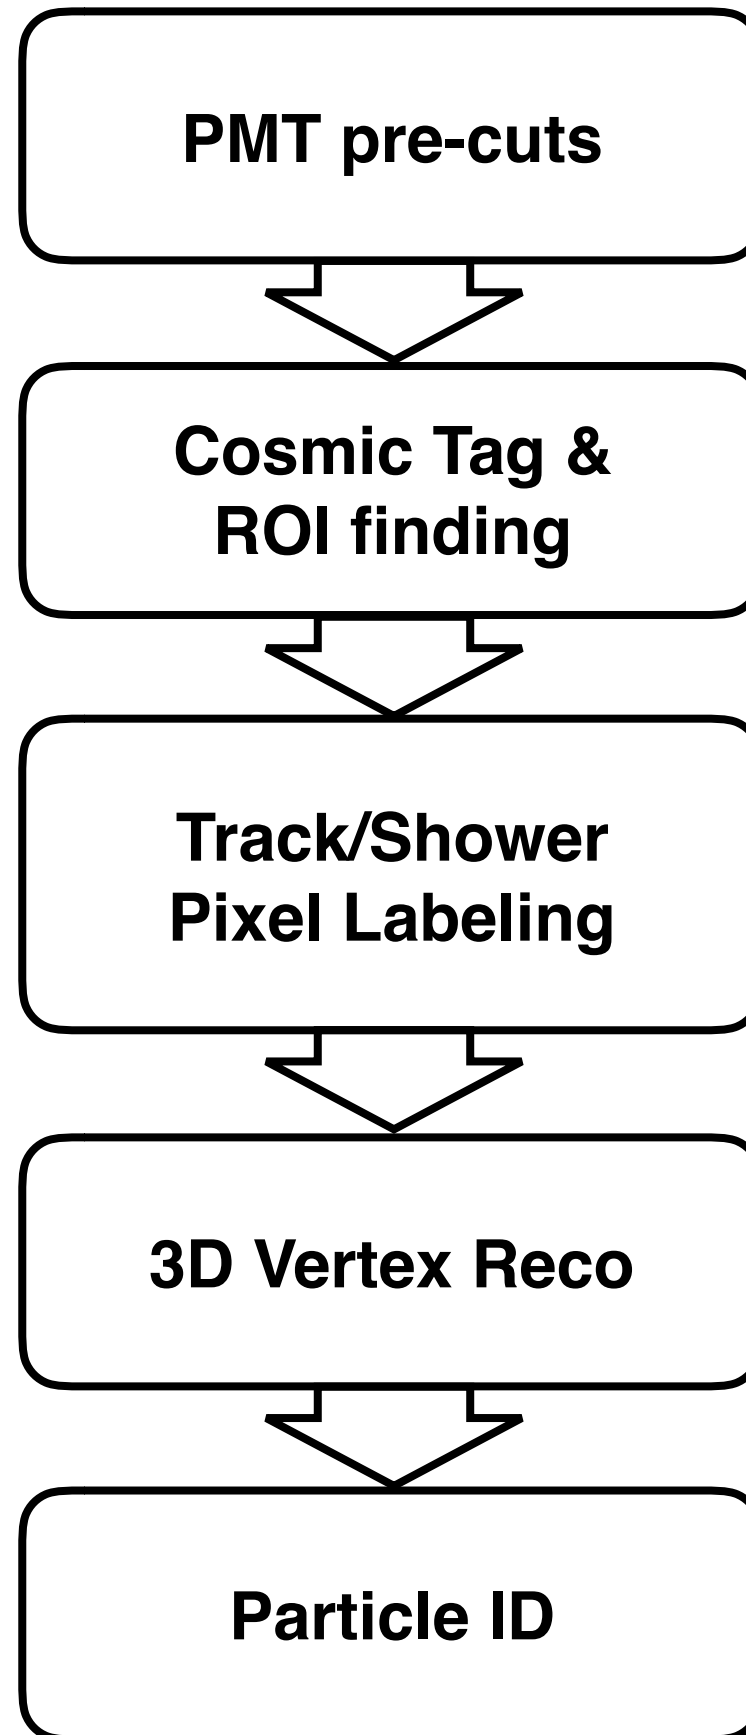 PMT pre-cuts
Cosmic Tag &
ROI finding
Track/Shower
Pixel Labeling
3D Vertex Reco
Particle ID